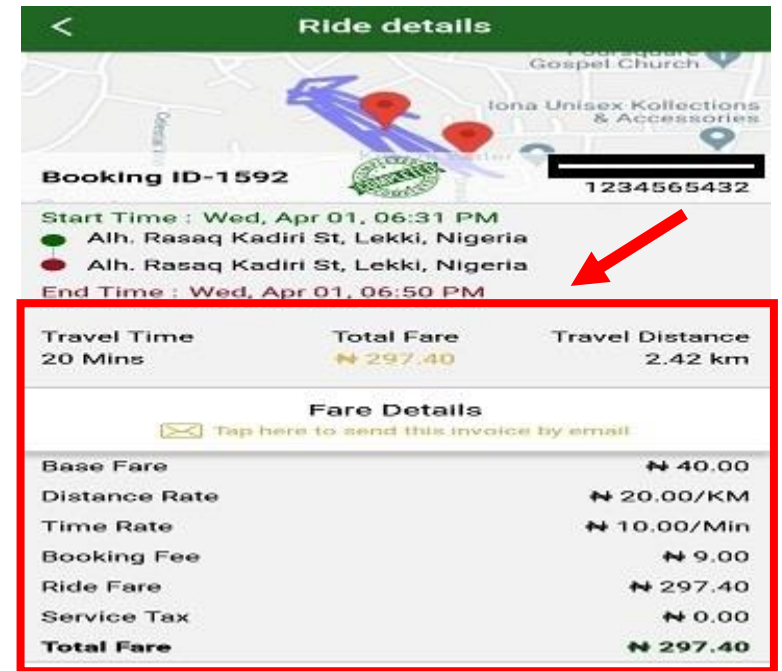 <
Ride details
Gospel Church
Iona Unisex Kollections
& Accessories
Booking ID-1592
1234565432
Start Time : Wed, Apr 01, 06:31 PM
Alh. Rasaq Kadiri St, Lekki, Nigeria
Alh. Rasaq Kadiri St, Lekki, Nigeria
End Time : Wed, Apr 01, 06:50 PM
Travel Time Total Fare Travel Distance
20 Mins ₦ 297.40 2.42 km
Fare Details
Tap here to send this invoice by email
Base Fare ₦ 40.00
Distance Rate ₦ 20.00/KM
Time Rate ₦ 10.00/Min
Booking Fee ₦ 9.00
Ride Fare ₦ 297.40
Service Tax ₦ 0.00
Total Fare ₦ 297.40